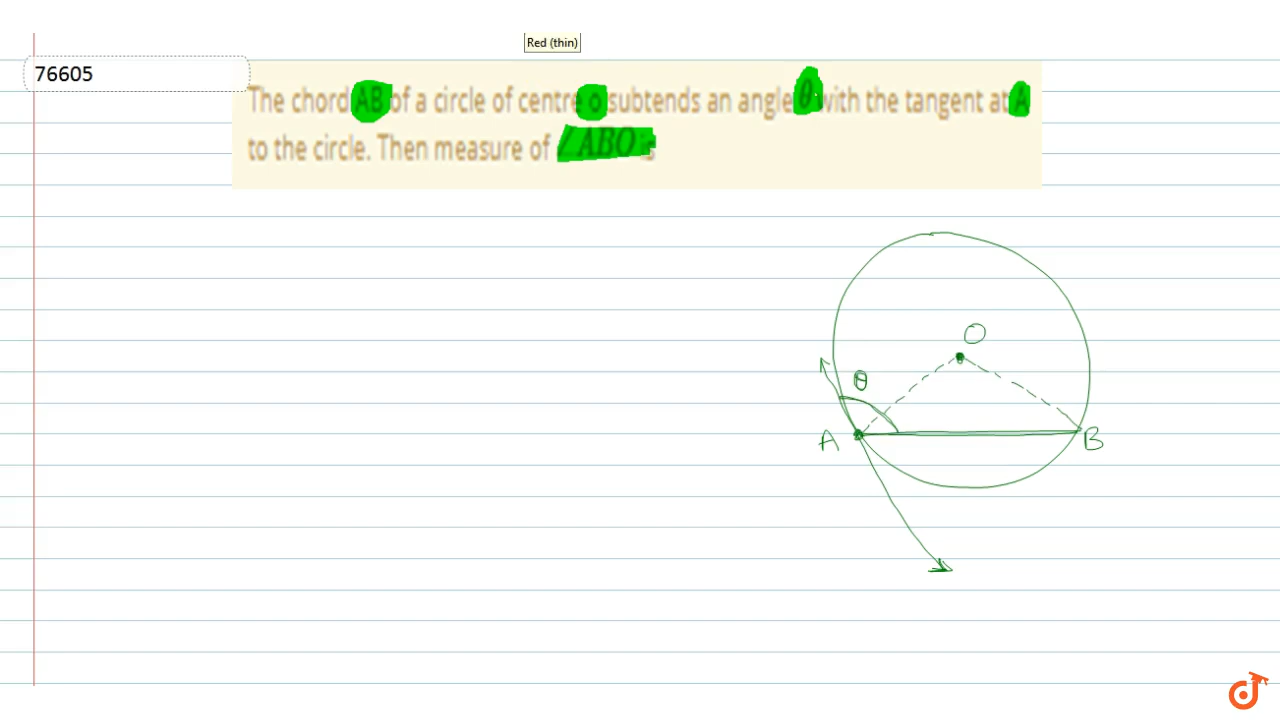 Red (thin)
76605
The chord AB of a circle of centre o subtends an angle θ with the tangent at A
to the circle. Then measure of ∠ABO is
O
θ
A
B